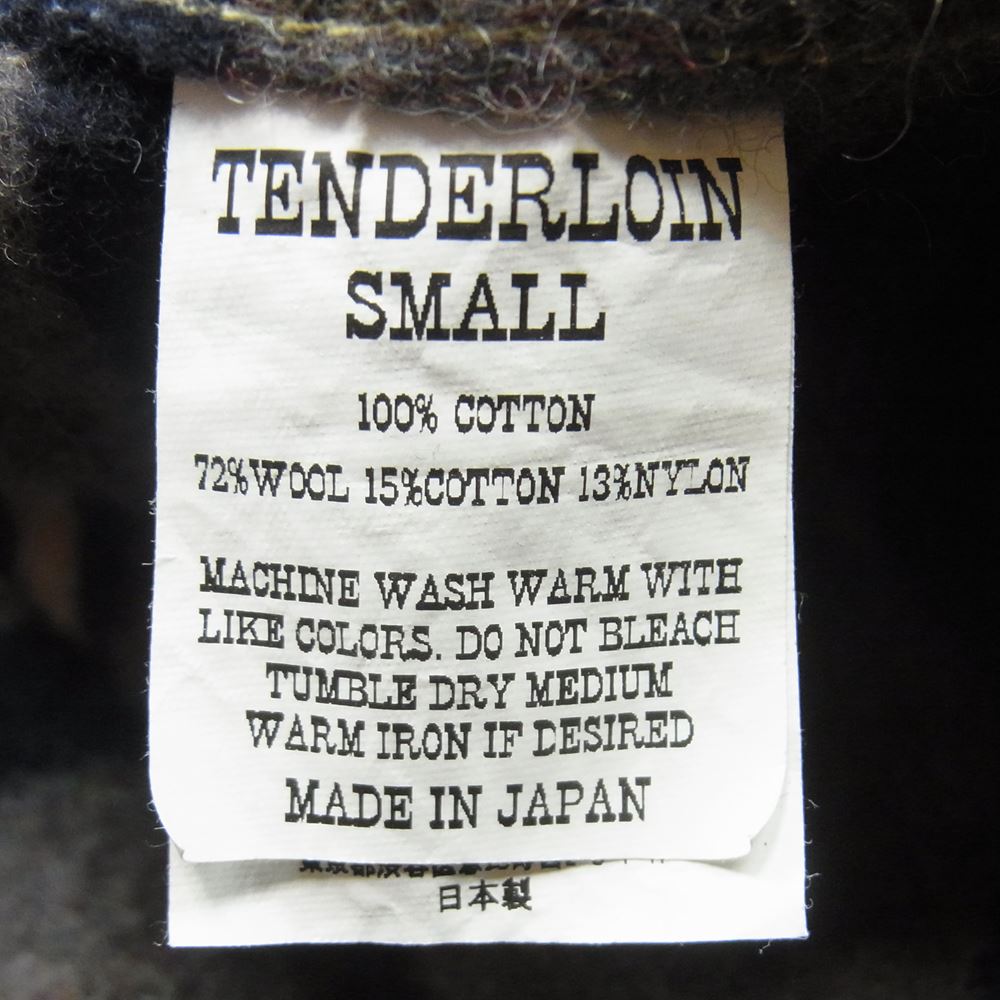 TENDERLOIN
SMALL
100% COTTON
72%WOOL 15%COTTON 13%NYLON
MACHINE WASH WARM WITH
LIKE COLORS. DO NOT BLEACH
TUMBLE DRY MEDIUM
WARM IRON IF DESIRED
MADE IN JAPAN
日本製